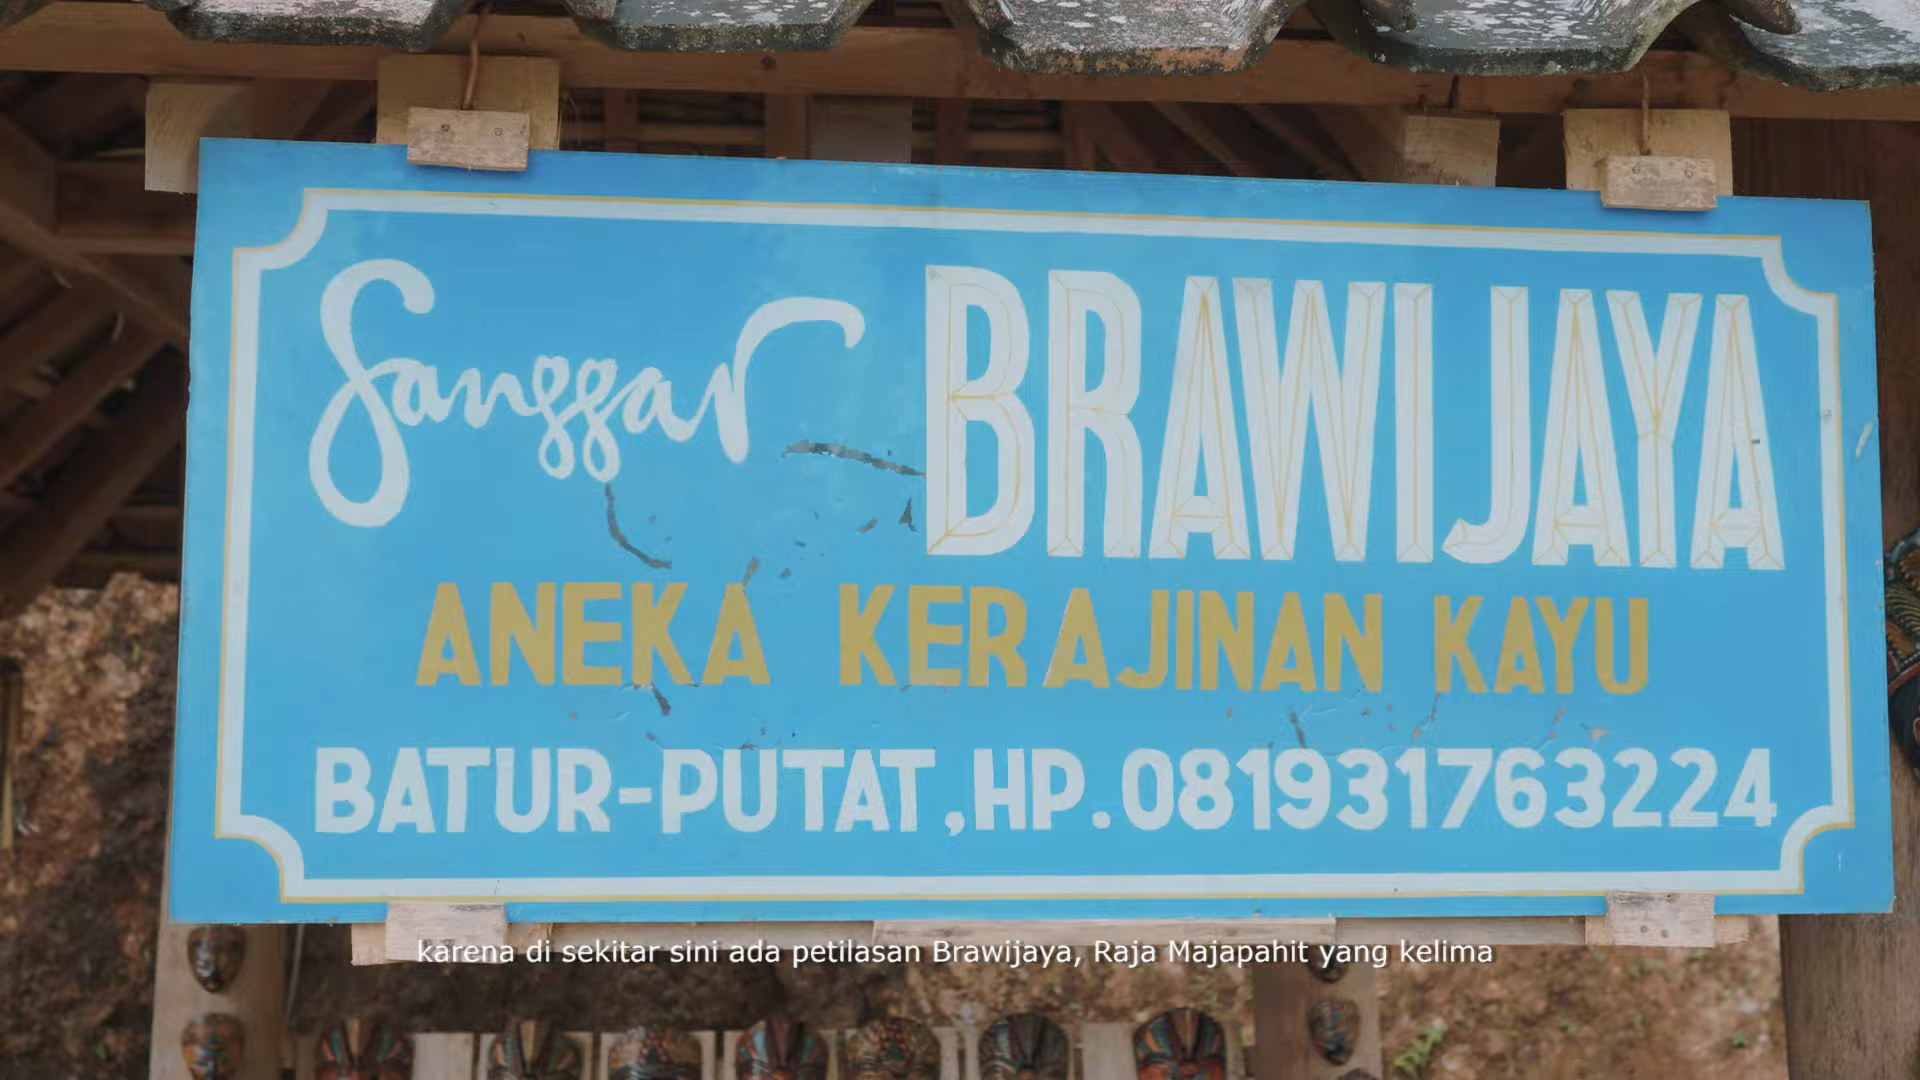 Sanggar BRAWIJAYA
ANEKA KERAJINAN KAYU
BATUR-PUTAT, HP. 081931763224
karena di sekitar sini ada petilasan Brawijaya, Raja Majapahit yang kelima